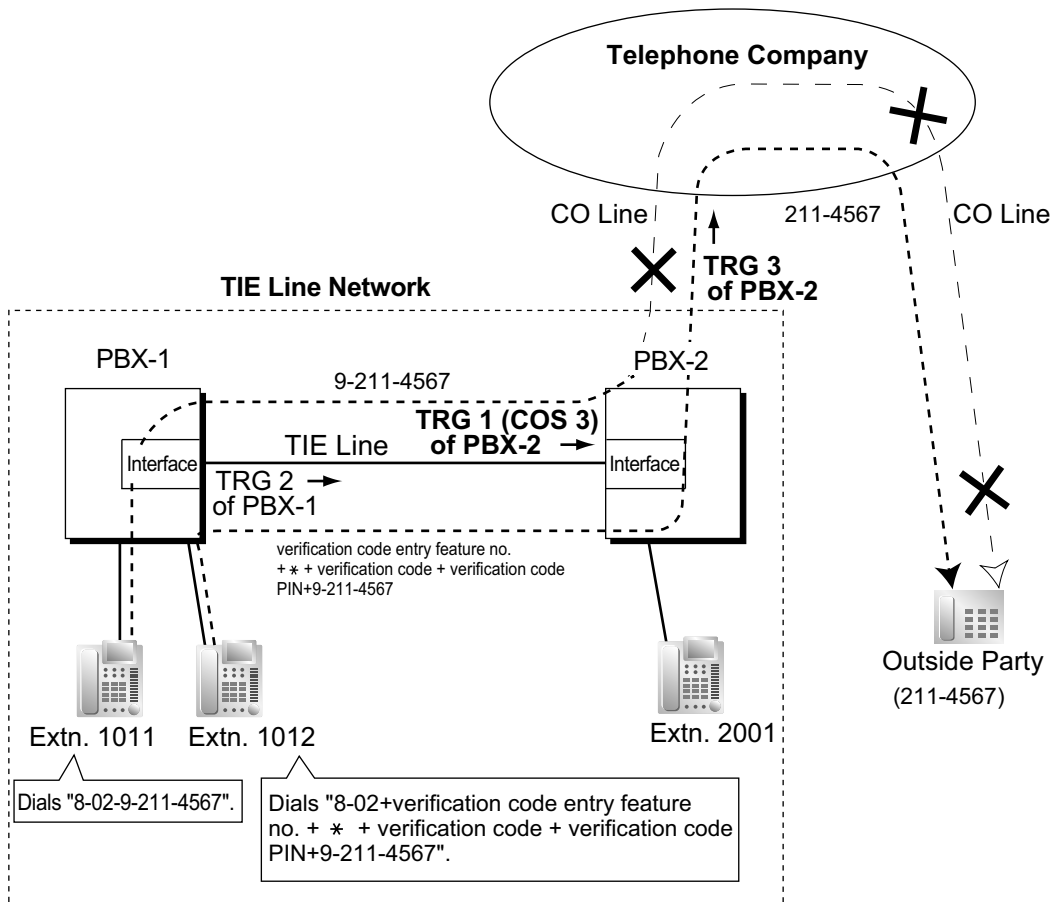 Telephone Company
CO Line
211-4567
CO Line
TRG 3
of PBX-2
TIE Line Network
PBX-1
PBX-2
9-211-4567
TRG 1 (COS 3)
of PBX-2
TIE Line
Interface
Interface
TRG 2
of PBX-1
verification code entry feature no.
+ * + verification code + verification code
PIN+9-211-4567
Outside Party
(211-4567)
Extn. 1011
Extn. 1012
Extn. 2001
Dials "8-02-9-211-4567".
Dials "8-02+verification code entry feature
no. + * + verification code + verification code
PIN+9-211-4567".